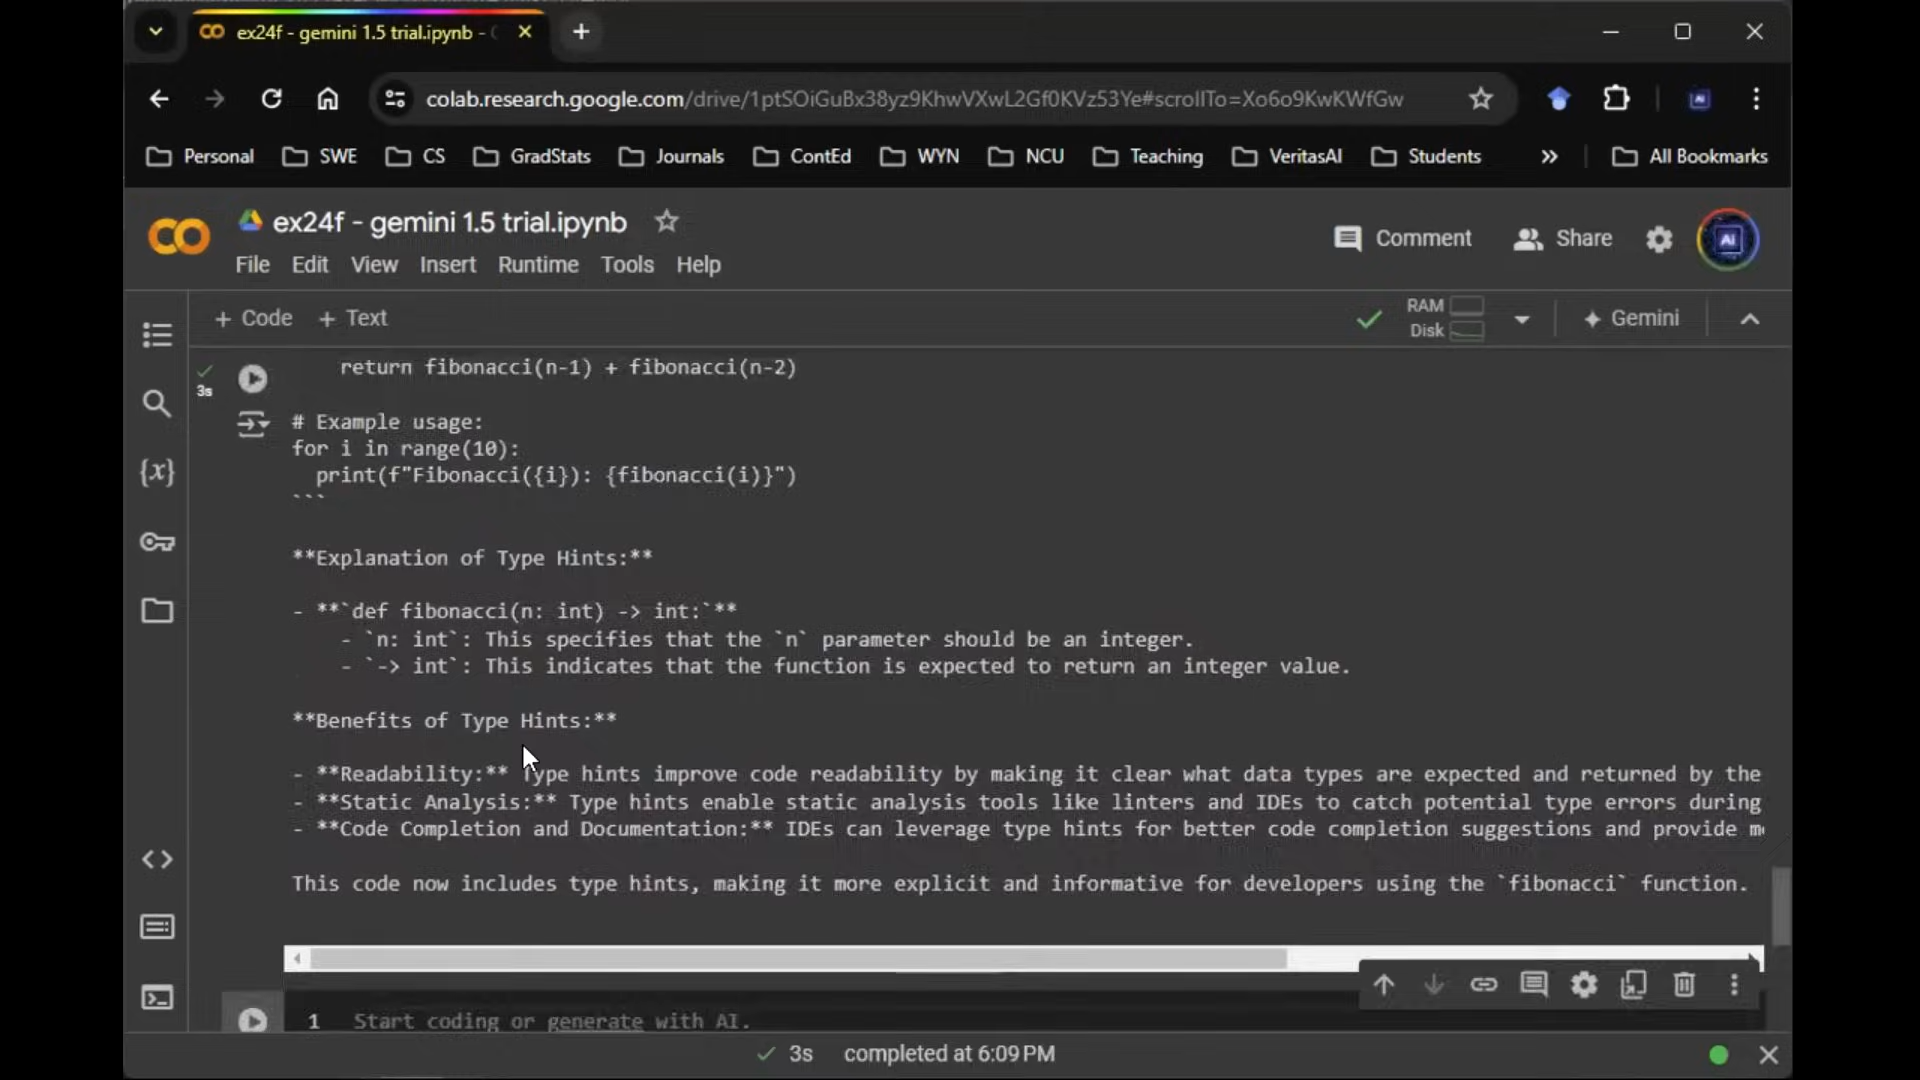 ex24f - gemini 1.5 trial.ipynb -
colab.research.google.com/drive/1ptSOiGuBx38yz9KhwVXwL2Gf0KVz53Ye#scrollTo=Xo6o9KwKWfGw
Personal SWE CS GradStats Journals ContEd WYN NCU Teaching VeritasAI Students » All Bookmarks
ex24f - gemini 1.5 trial.ipynb
Comment Share AI
File Edit View Insert Runtime Tools Help
+ Code + Text RAM Disk Gemini
3s
return fibonacci(n-1) + fibonacci(n-2)
# Example usage:
for i in range(10):
print(f"Fibonacci({i}): {fibonacci(i)}")
```
**Explanation of Type Hints:**
- **`def fibonacci(n: int) -> int:`**
- `n: int`: This specifies that the `n` parameter should be an integer.
- `-> int`: This indicates that the function is expected to return an integer value.
**Benefits of Type Hints:**
- **Readability:** Type hints improve code readability by making it clear what data types are expected and returned by the
- **Static Analysis:** Type hints enable static analysis tools like linters and IDEs to catch potential type errors during
- **Code Completion and Documentation:** IDEs can leverage type hints for better code completion suggestions and provide
This code now includes type hints, making it more explicit and informative for developers using the `fibonacci` function.
1 Start coding or generate with AI.
3s completed at 6:09 PM